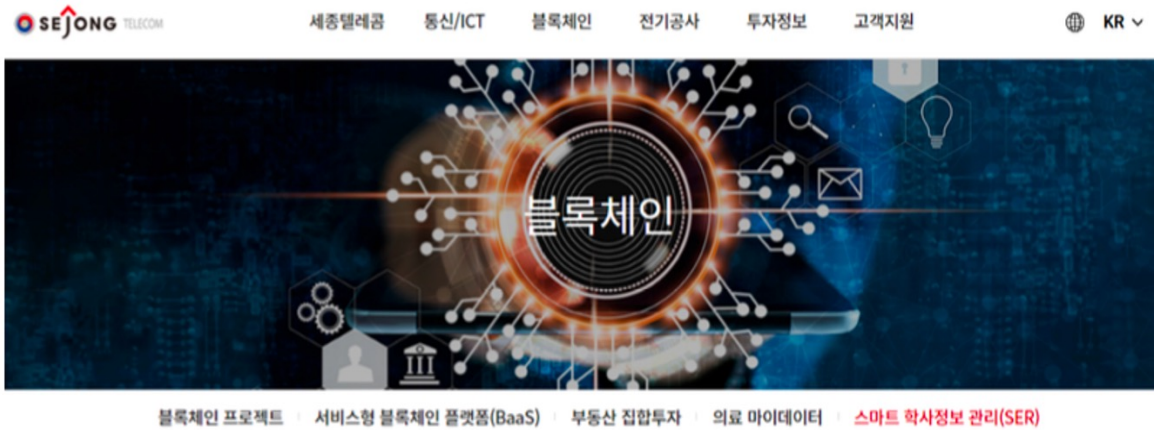 SEJONG TELECOM
세종텔레콤 통신/ICT 블록체인 전기공사 투자정보 고객지원 KR
블록체인
블록체인 프로젝트 서비스형 블록체인 플랫폼(BaaS) 부동산 집합투자 의료 마이데이터 스마트 학사정보 관리(SER)